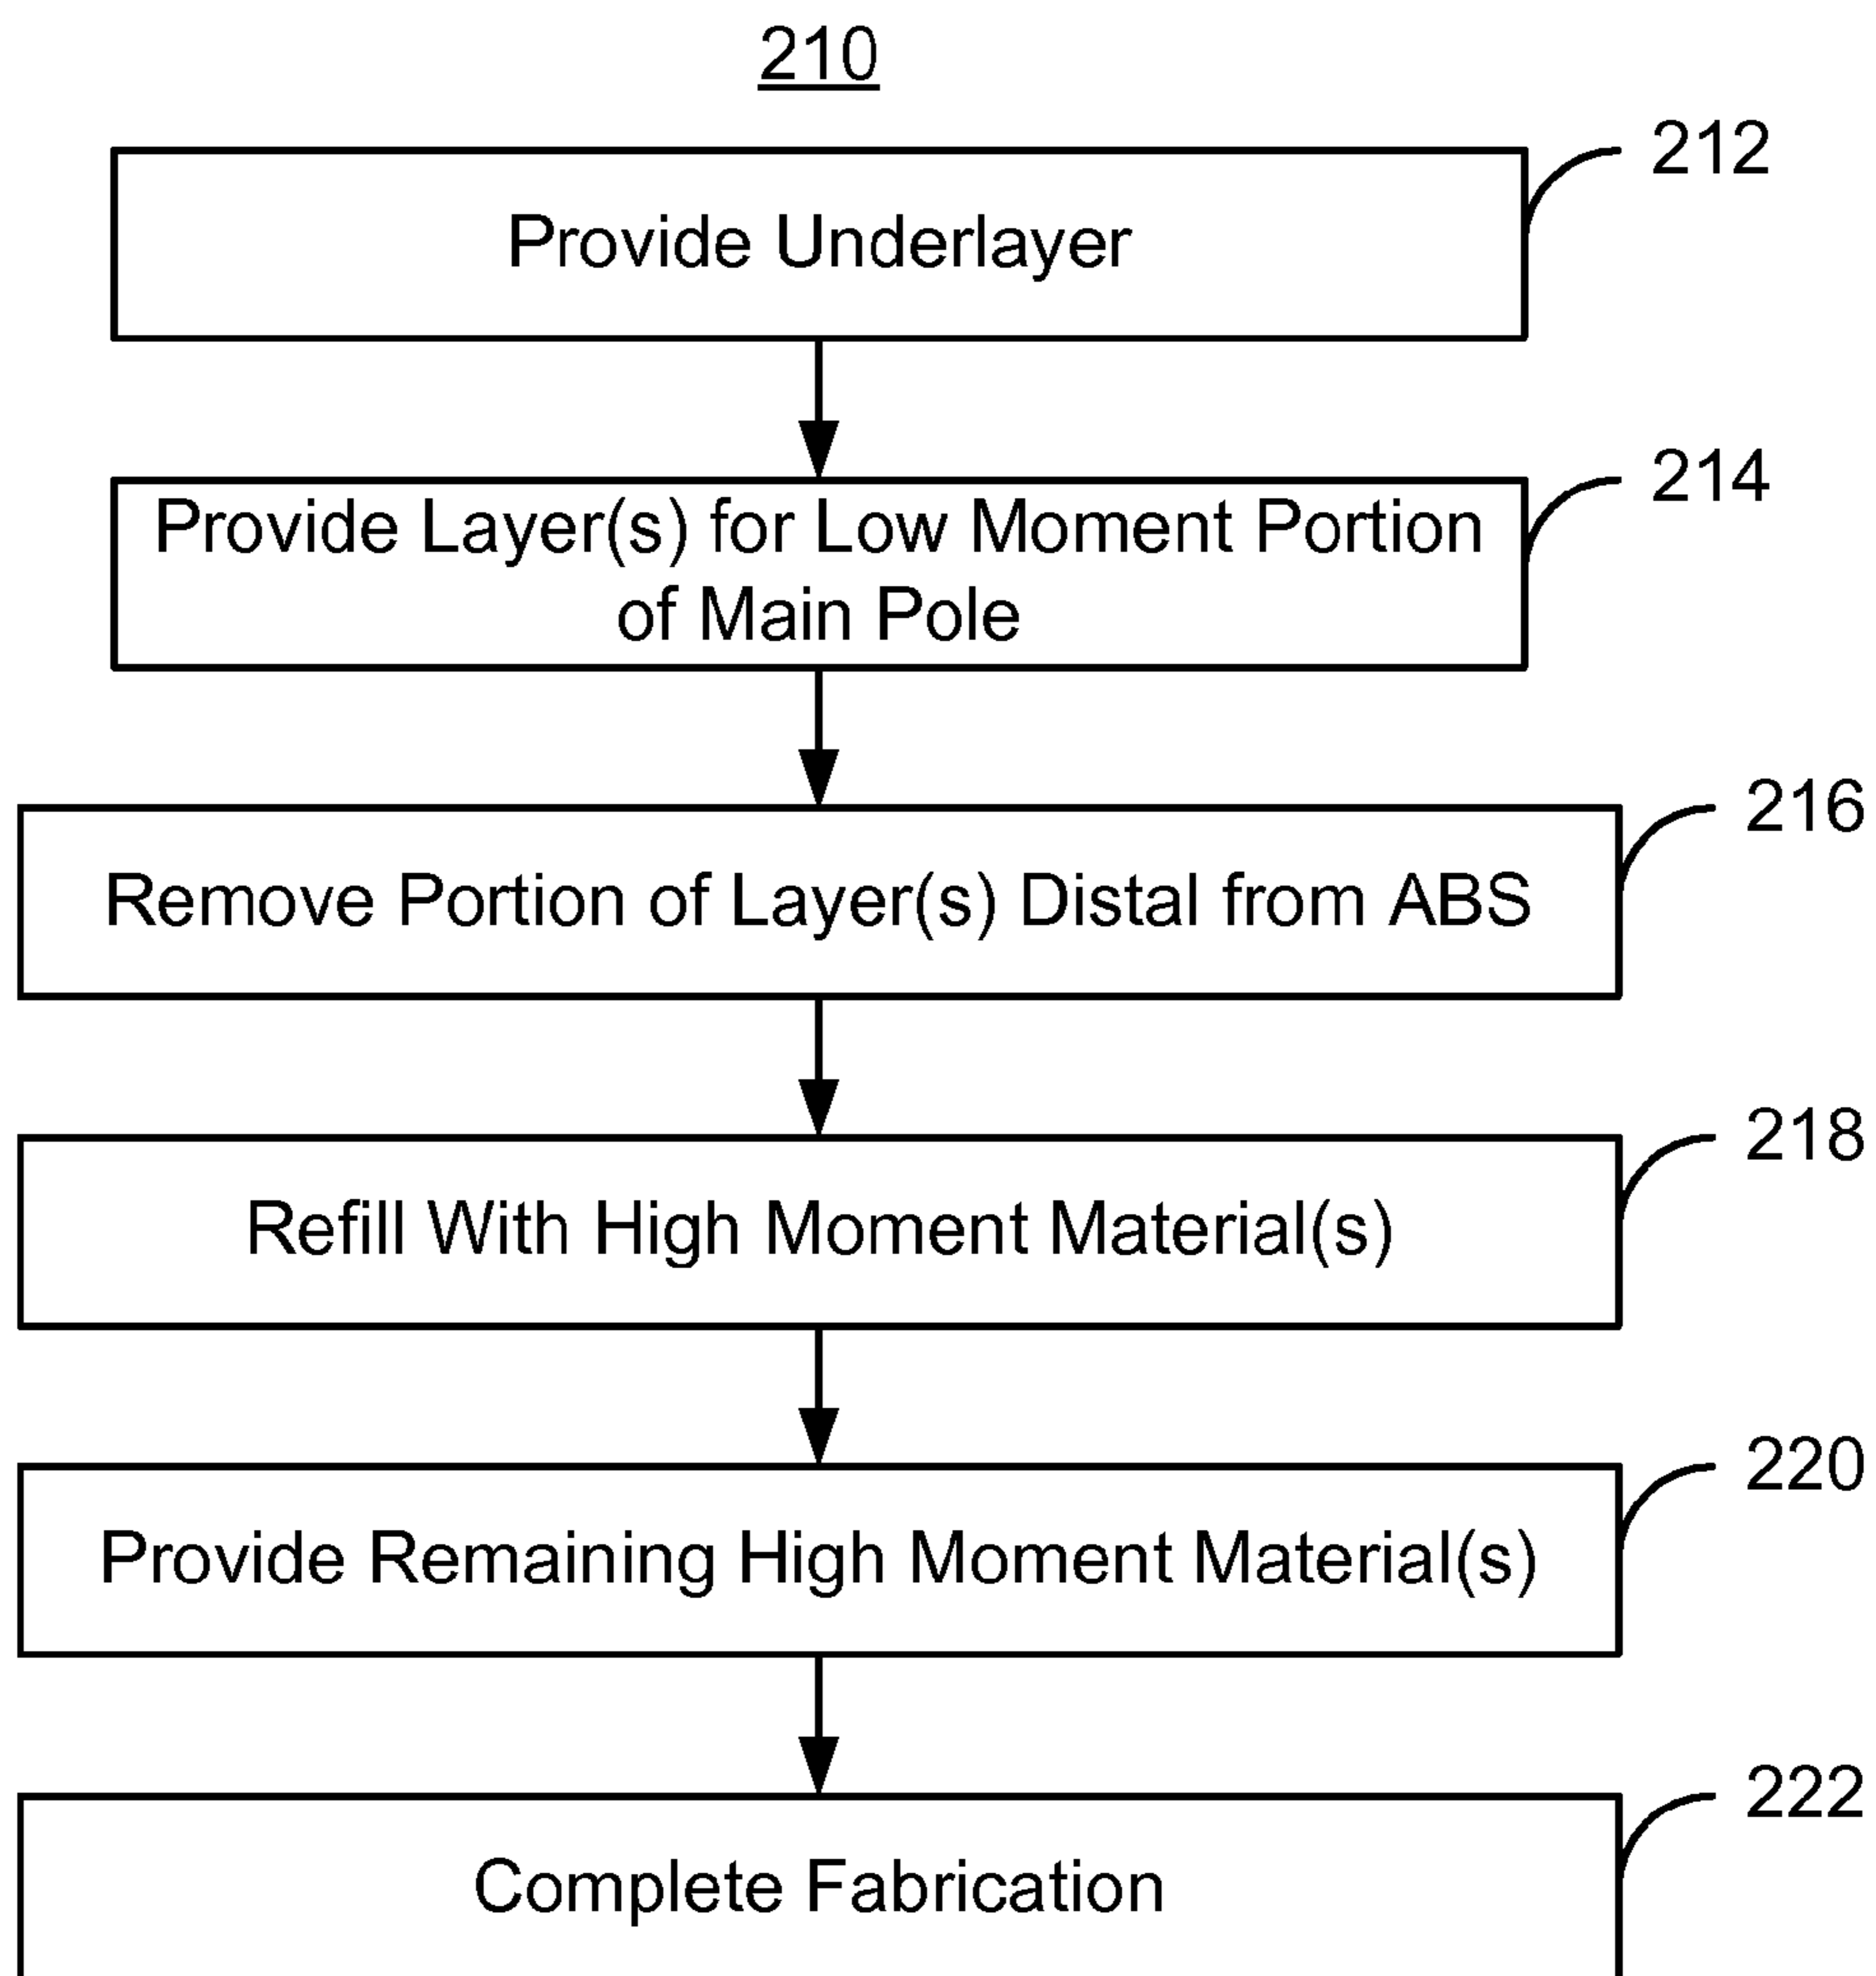 210
Provide Underlayer
212
Provide Layer(s) for Low Moment Portion
of Main Pole
214
Remove Portion of Layer(s) Distal from ABS
216
Refill With High Moment Material(s)
218
Provide Remaining High Moment Material(s)
220
Complete Fabrication
222